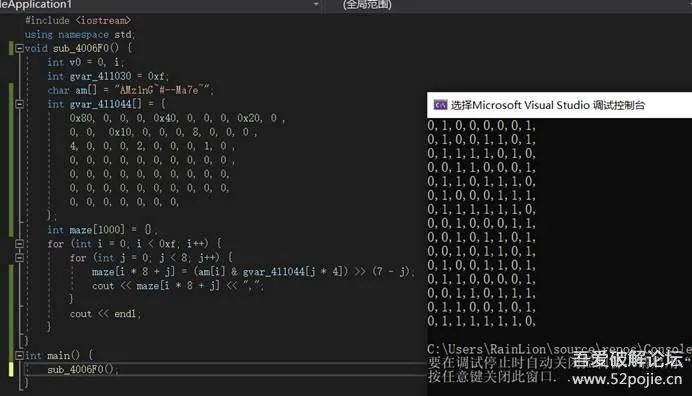 leApplication1
(全局范围)
#include <iostream>
using namespace std;
void sub_4006F0() {
int v0 = 0, i;
int gvar_411030 = 0xf;
char am[] = "AMz1nG~#--Ma7e~";
int gvar_411044[] = {
0x80, 0, 0, 0, 0x40, 0, 0, 0, 0x20, 0 ,
0, 0, 0x10, 0, 0, 0, 8, 0, 0, 0 ,
4, 0, 0, 0, 2, 0, 0, 0, 1, 0 ,
0, 0, 0, 0, 0, 0, 0, 0, 0 ,
0, 0, 0, 0, 0, 0, 0, 0, 0,
0, 0, 0, 0, 0, 0, 0, 0, 0,
0, 0, 0, 0, 0, 0,
};
int maze[1000] = {};
for (int i = 0; i < 0xf; i++) {
for (int j = 0; j < 8; j++) {
maze[i * 8 + j] = (am[i] & gvar_411044[j * 4]) >> (7 - j);
cout << maze[i * 8 + j] << ",";
}
cout << endl;
}
}
int main() {
sub_4006F0();
}
选择Microsoft Visual Studio 调试控制台
0,1,0,0,0,0,0,1,
0,1,0,0,1,1,0,1,
0,1,1,1,1,0,1,0,
0,0,1,1,0,0,0,1,
0,1,1,0,1,1,1,0,
0,1,0,0,0,1,1,1,
0,1,1,1,1,1,1,0,
0,0,1,0,0,0,1,1,
0,0,1,0,1,1,0,1,
0,0,1,0,1,1,0,1,
0,1,0,0,1,1,0,1,
0,1,1,0,0,0,0,1,
0,0,1,1,0,1,1,1,
0,1,1,0,0,1,0,1,
0,1,1,1,1,1,1,0,
C:\Users\RainLion\source\repos\Console
要在调试停止时自动关闭
按任意键关闭此窗口.
吾爱破解论坛
www.52pojie.cn